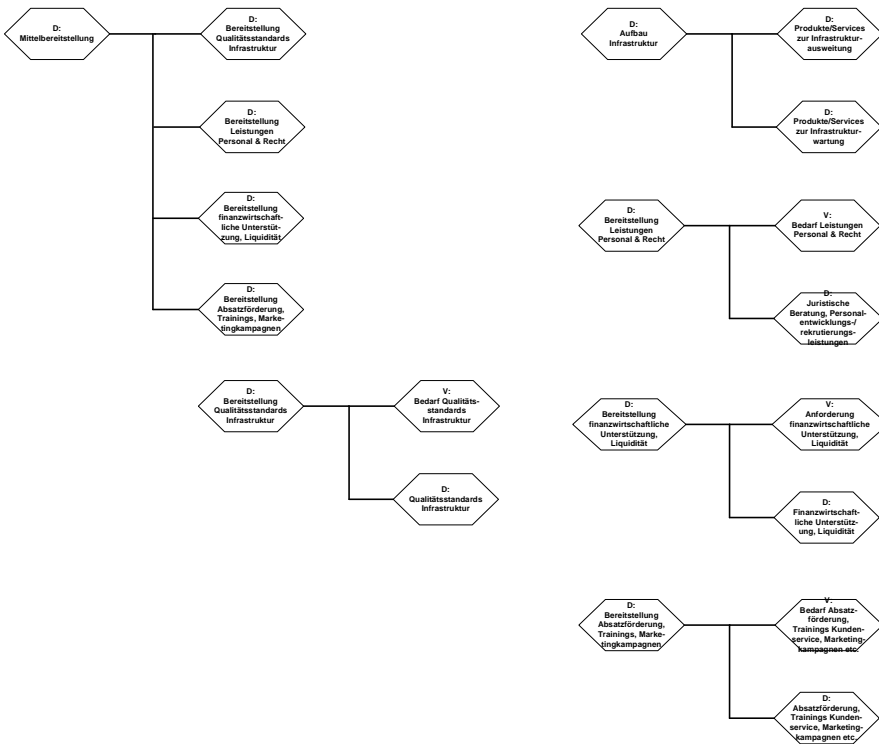 D:
Mittelbereitstellung
D:
Bereitstellung
Qualitätsstandards
Infrastruktur
D:
Bereitstellung
Leistungen
Personal & Recht
D:
Bereitstellung
finanzwirtschaft-
liche Unterstüt-
zung, Liquidität
D:
Bereitstellung
Absatzförderung,
Trainings, Marke-
tingkampagnen
D:
Bereitstellung
Qualitätsstandards
Infrastruktur
V:
Bedarf Qualitäts-
standards
Infrastruktur
D:
Qualitätsstandards
Infrastruktur
D:
Aufbau
Infrastruktur
D:
Produkte/Services
zur Infrastruktur-
ausweitung
D:
Produkte/Services
zur Infrastruktur-
wartung
D:
Bereitstellung
Leistungen
Personal & Recht
V:
Bedarf Leistungen
Personal & Recht
D:
Juristische
Beratung, Personal-
entwicklungs-/
rekrutierungs-
leistungen
D:
Bereitstellung
finanzwirtschaftliche
Unterstützung,
Liquidität
V:
Anforderung
finanzwirtschaftliche
Unterstützung,
Liquidität
D:
Finanzwirtschaft-
liche Unterstütz-
ung, Liquidität
D:
Bereitstellung
Absatzförderung,
Trainings, Marke-
tingkampagnen
V:
Bedarf Absatz-
förderung,
Trainings Kunden-
service, Marketing-
kampagnen etc.
D:
Absatzförderung,
Trainings Kunden-
service, Marketing-
kampagnen etc.